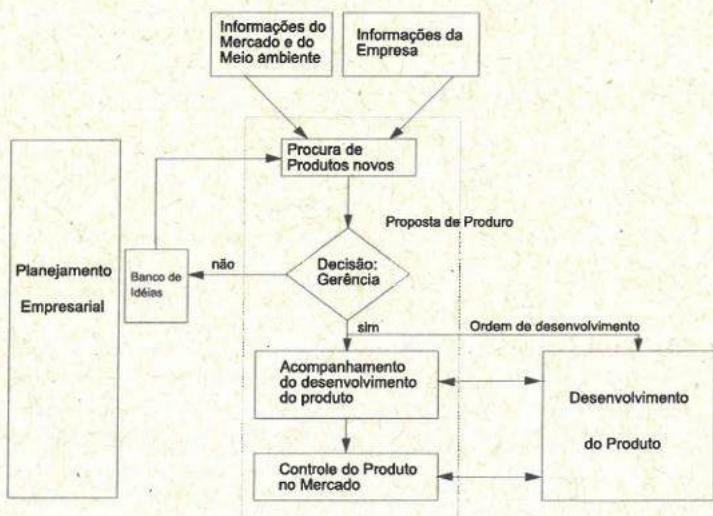 Informações do
Mercado e do
Meio ambiente
Informações da
Empresa
Procura de
Produtos novos
Proposta de Produro
Planejamento
Empresarial
Banco de
Idéias
não
Decisão:
Gerência
sim
Ordem de desenvolvimento
Acompanhamento
do desenvolvimento
do produto
Desenvolvimento
do Produto
Controle do Produto
no Mercado